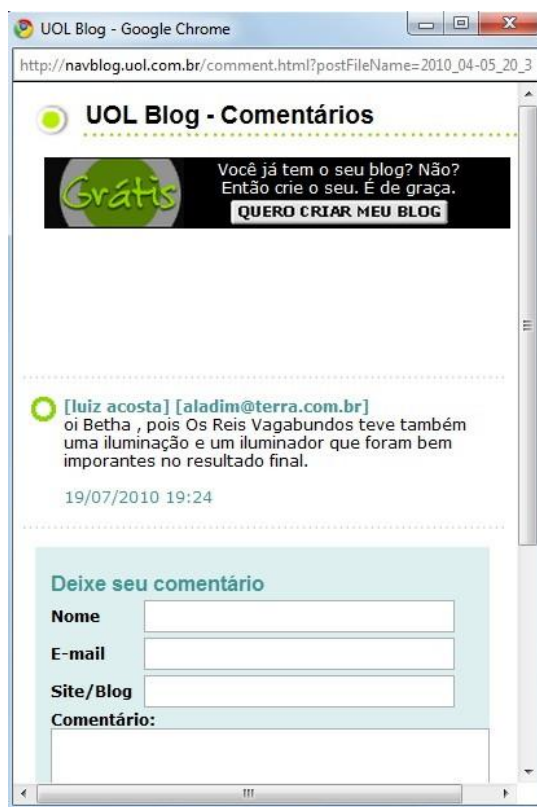 UOL Blog - Google Chrome
http://navblog.uol.com.br/comment.html?postFileName=2010_04-05_20_3
UOL Blog - Comentários
Grátis
Você já tem o seu blog? Não?
Então crie o seu. É de graça.
QUERO CRIAR MEU BLOG
[luiz acosta] [aladim@terra.com.br]
oi Betha , pois Os Reis Vagabundos teve também
uma iluminação e um iluminador que foram bem
imporantes no resultado final.
19/07/2010 19:24
Deixe seu comentário
Nome
E-mail
Site/Blog
Comentário: